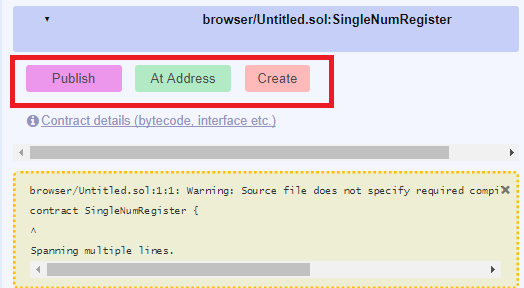 browser/Untitled.sol:SingleNumRegister
Publish At Address Create
Contract details (bytecode, interface etc.)
browser/Untitled.sol:1:1: Warning: Source file does not specify required compi
contract SingleNumRegister {
^
Spanning multiple lines.